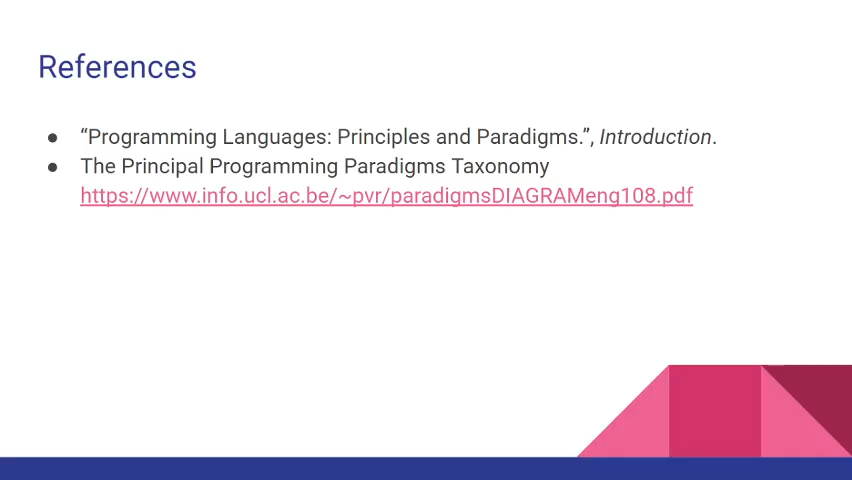 References
● “Programming Languages: Principles and Paradigms.”, Introduction.
● The Principal Programming Paradigms Taxonomy
https://www.info.ucl.ac.be/~pvr/paradigmsDIAGRAMeng108.pdf